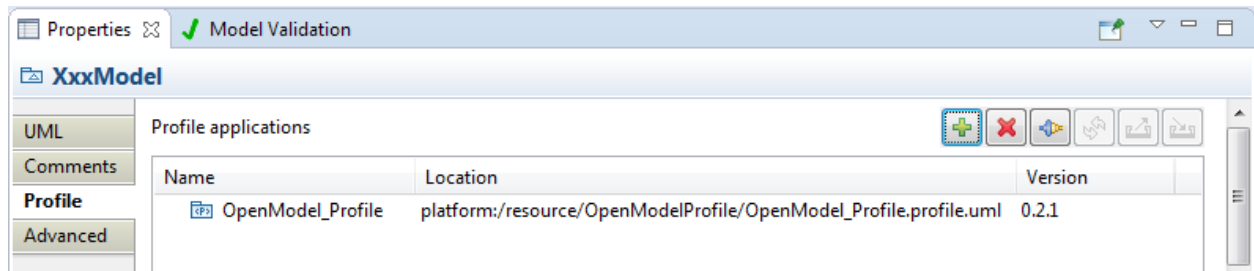 Properties Model Validation
XxxModel
UML Profile applications
Comments
Name Location Version
Profile
OpenModel_Profile platform:/resource/OpenModelProfile/OpenModel_Profile.profile.uml 0.2.1
Advanced